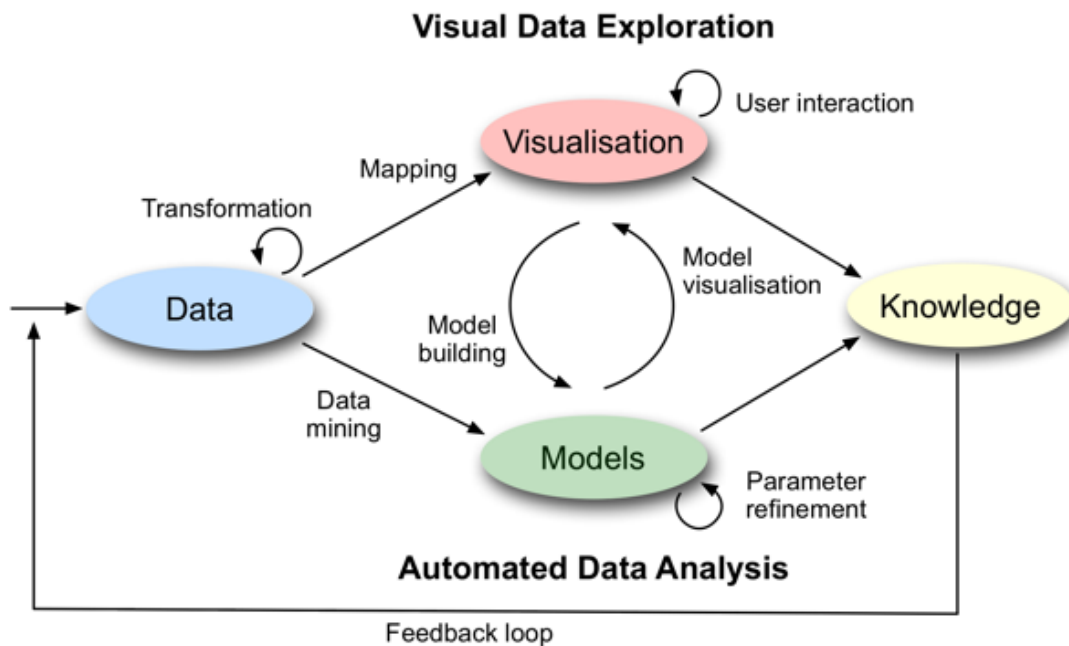 Visual Data Exploration
User interaction
Visualisation
Mapping
Transformation
Model
visualisation
Data
Knowledge
Model
building
Data
mining
Models
Parameter
refinement
Automated Data Analysis
Feedback loop